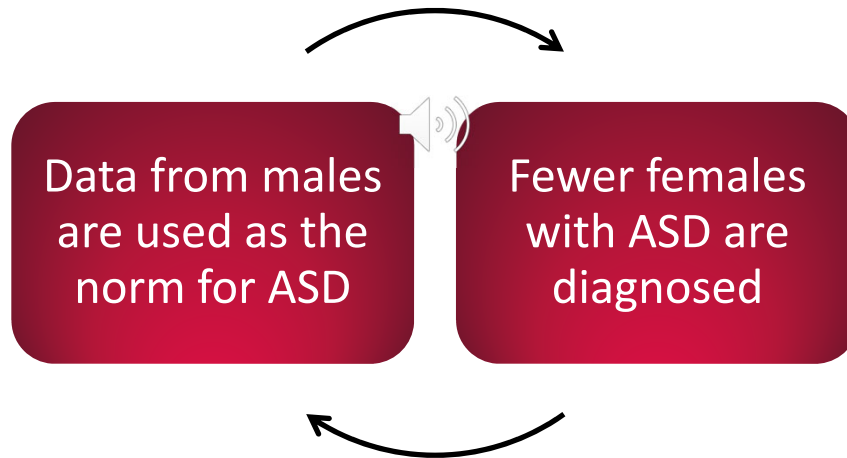 Data from males
are used as the
norm for ASD
Fewer females
with ASD are
diagnosed